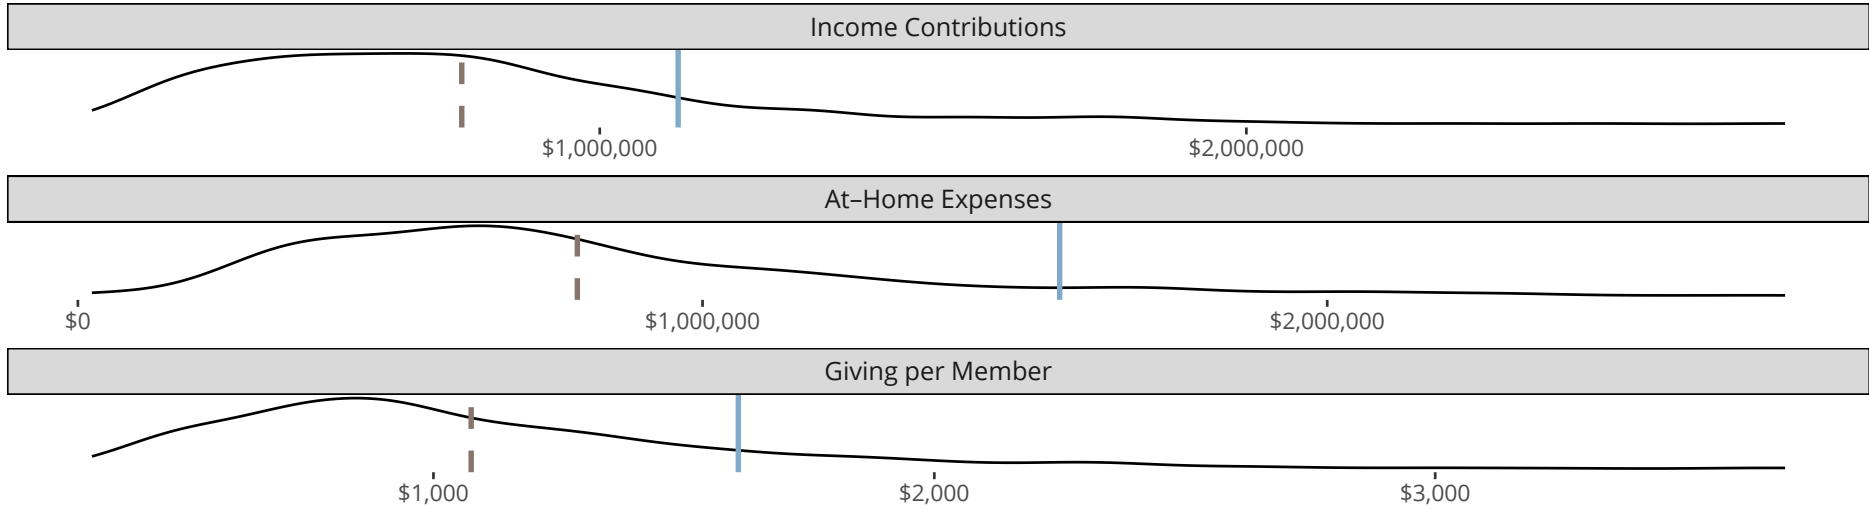 Income Contributions
$1,000,000 $2,000,000
At–Home Expenses
$0 $1,000,000 $2,000,000
Giving per Member
$1,000 $2,000 $3,000